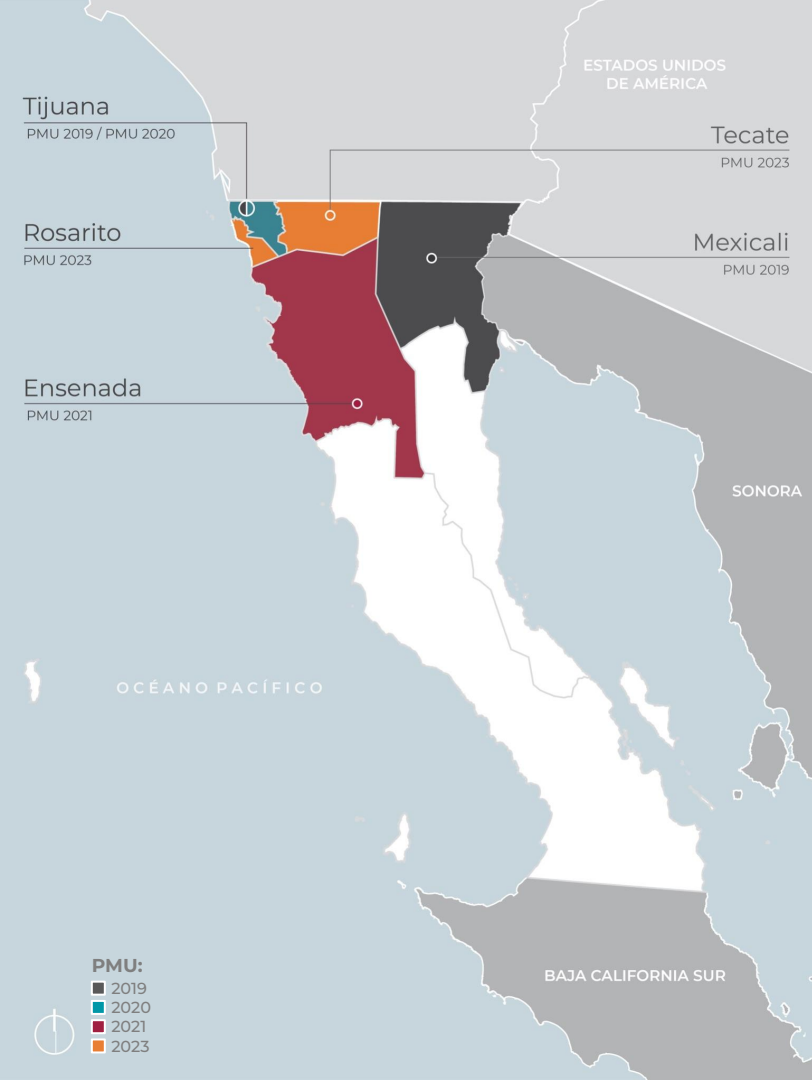 ESTADOS UNIDOS
DE AMÉRICA
Tijuana
PMU 2019 / PMU 2020
Tecate
PMU 2023
Rosarito
PMU 2023
Mexicali
PMU 2019
Ensenada
PMU 2021
SONORA
OCÉANO PACÍFICO
BAJA CALIFORNIA SUR
PMU:
2019
2020
2021
2023